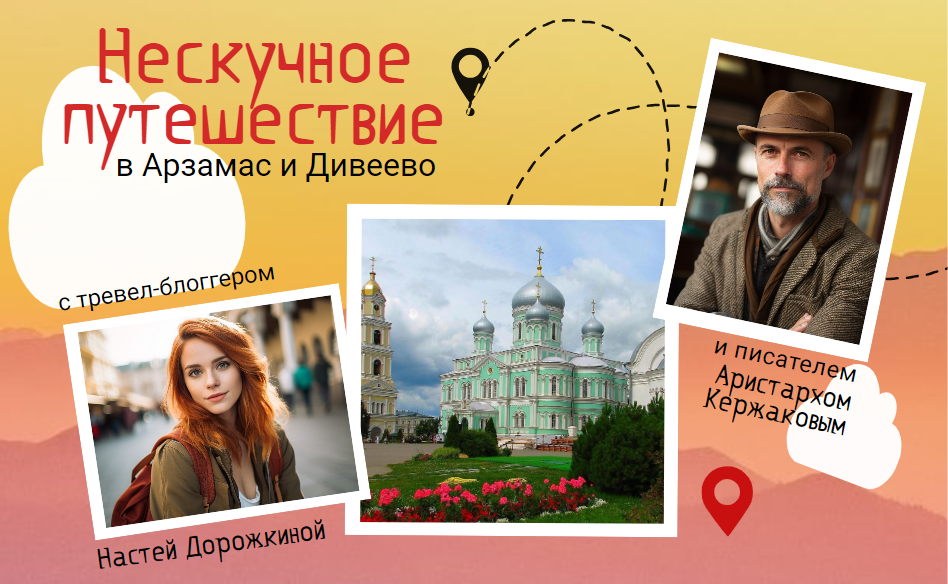 Нескучное
путешествие
в Арзамас и Дивеево
с тревел-блоггером
Настей Дорожкиной
и писателем
Аристархом
Кержаковым